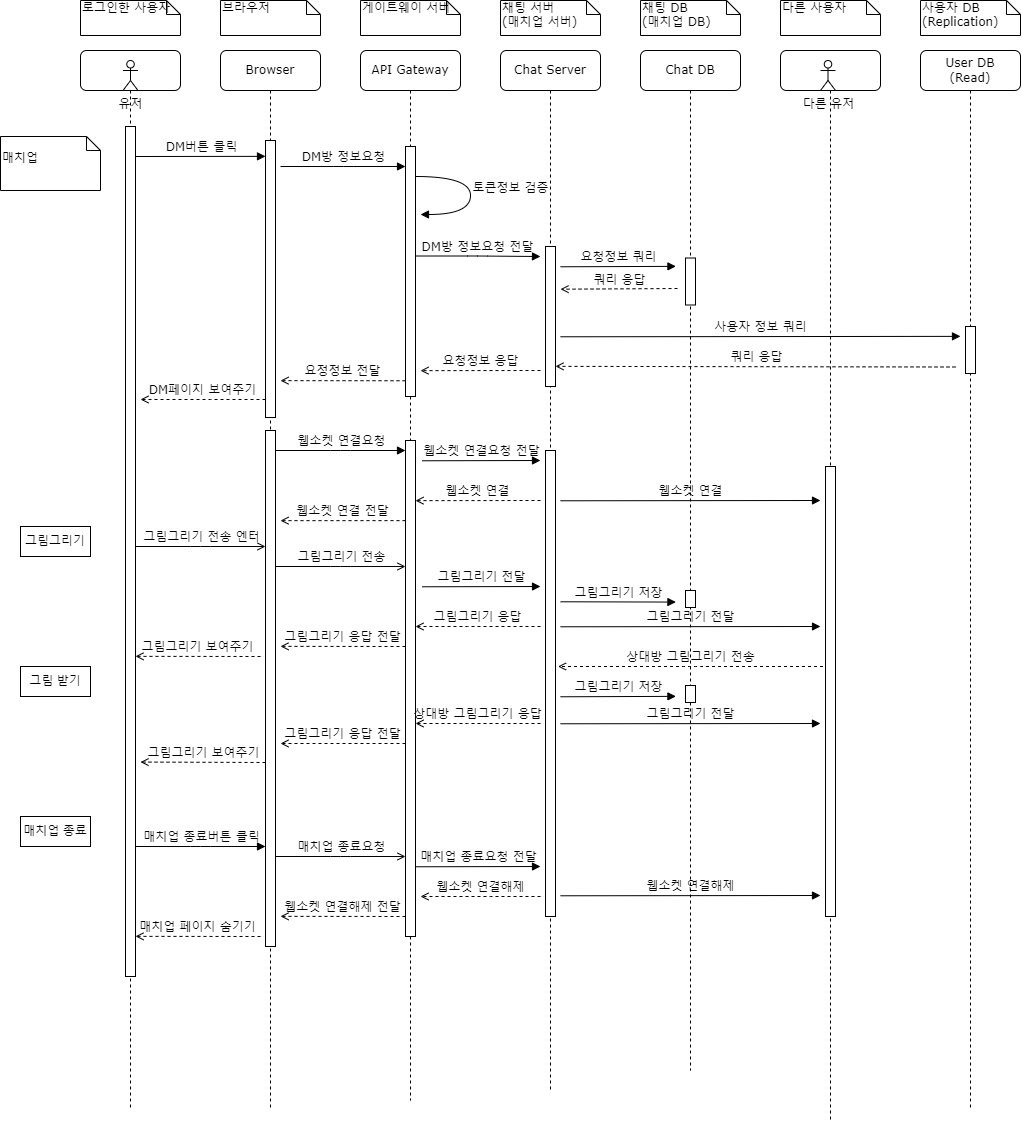 로그인한 사용자
브라우저
게이트웨이 서버
채팅 서버
(매치업 서버)
채팅 DB
(매치업 DB)
다른 사용자
사용자 DB
(Replication)
유저
Browser
API Gateway
Chat Server
Chat DB
다른 유저
User DB
(Read)
매치업
DM버튼 클릭
DM방 정보요청
토큰정보 검증
DM방 정보요청 전달
요청정보 쿼리
쿼리 응답
사용자 정보 쿼리
쿼리 응답
요청정보 응답
요정정보 전달
DM페이지 보여주기
웹소켓 연결요청
웹소켓 연결요청 전달
웹소켓 연결
웹소켓 연결
웹소켓 연결 전달
그림그리기
그림그리기 전송 엔터
그림그리기 전송
그림그리기 전달
그림그리기 저장
그림그리기 응답
그림그리기 전달
그림그리기 응답 전달
그림그리기 보여주기
상대방 그림그리기 전송
그림 받기
그림그리기 저장
상대방 그림그리기 응답
그림그리기 전달
그림그리기 응답 전달
그림그리기 보여주기
매치업 종료
매치업 종료버튼 클릭
매치업 종료요청
매치업 종료요청 전달
웹소켓 연결해제
웹소켓 연결해제
웹소켓 연결해제 전달
매치업 페이지 숨기기